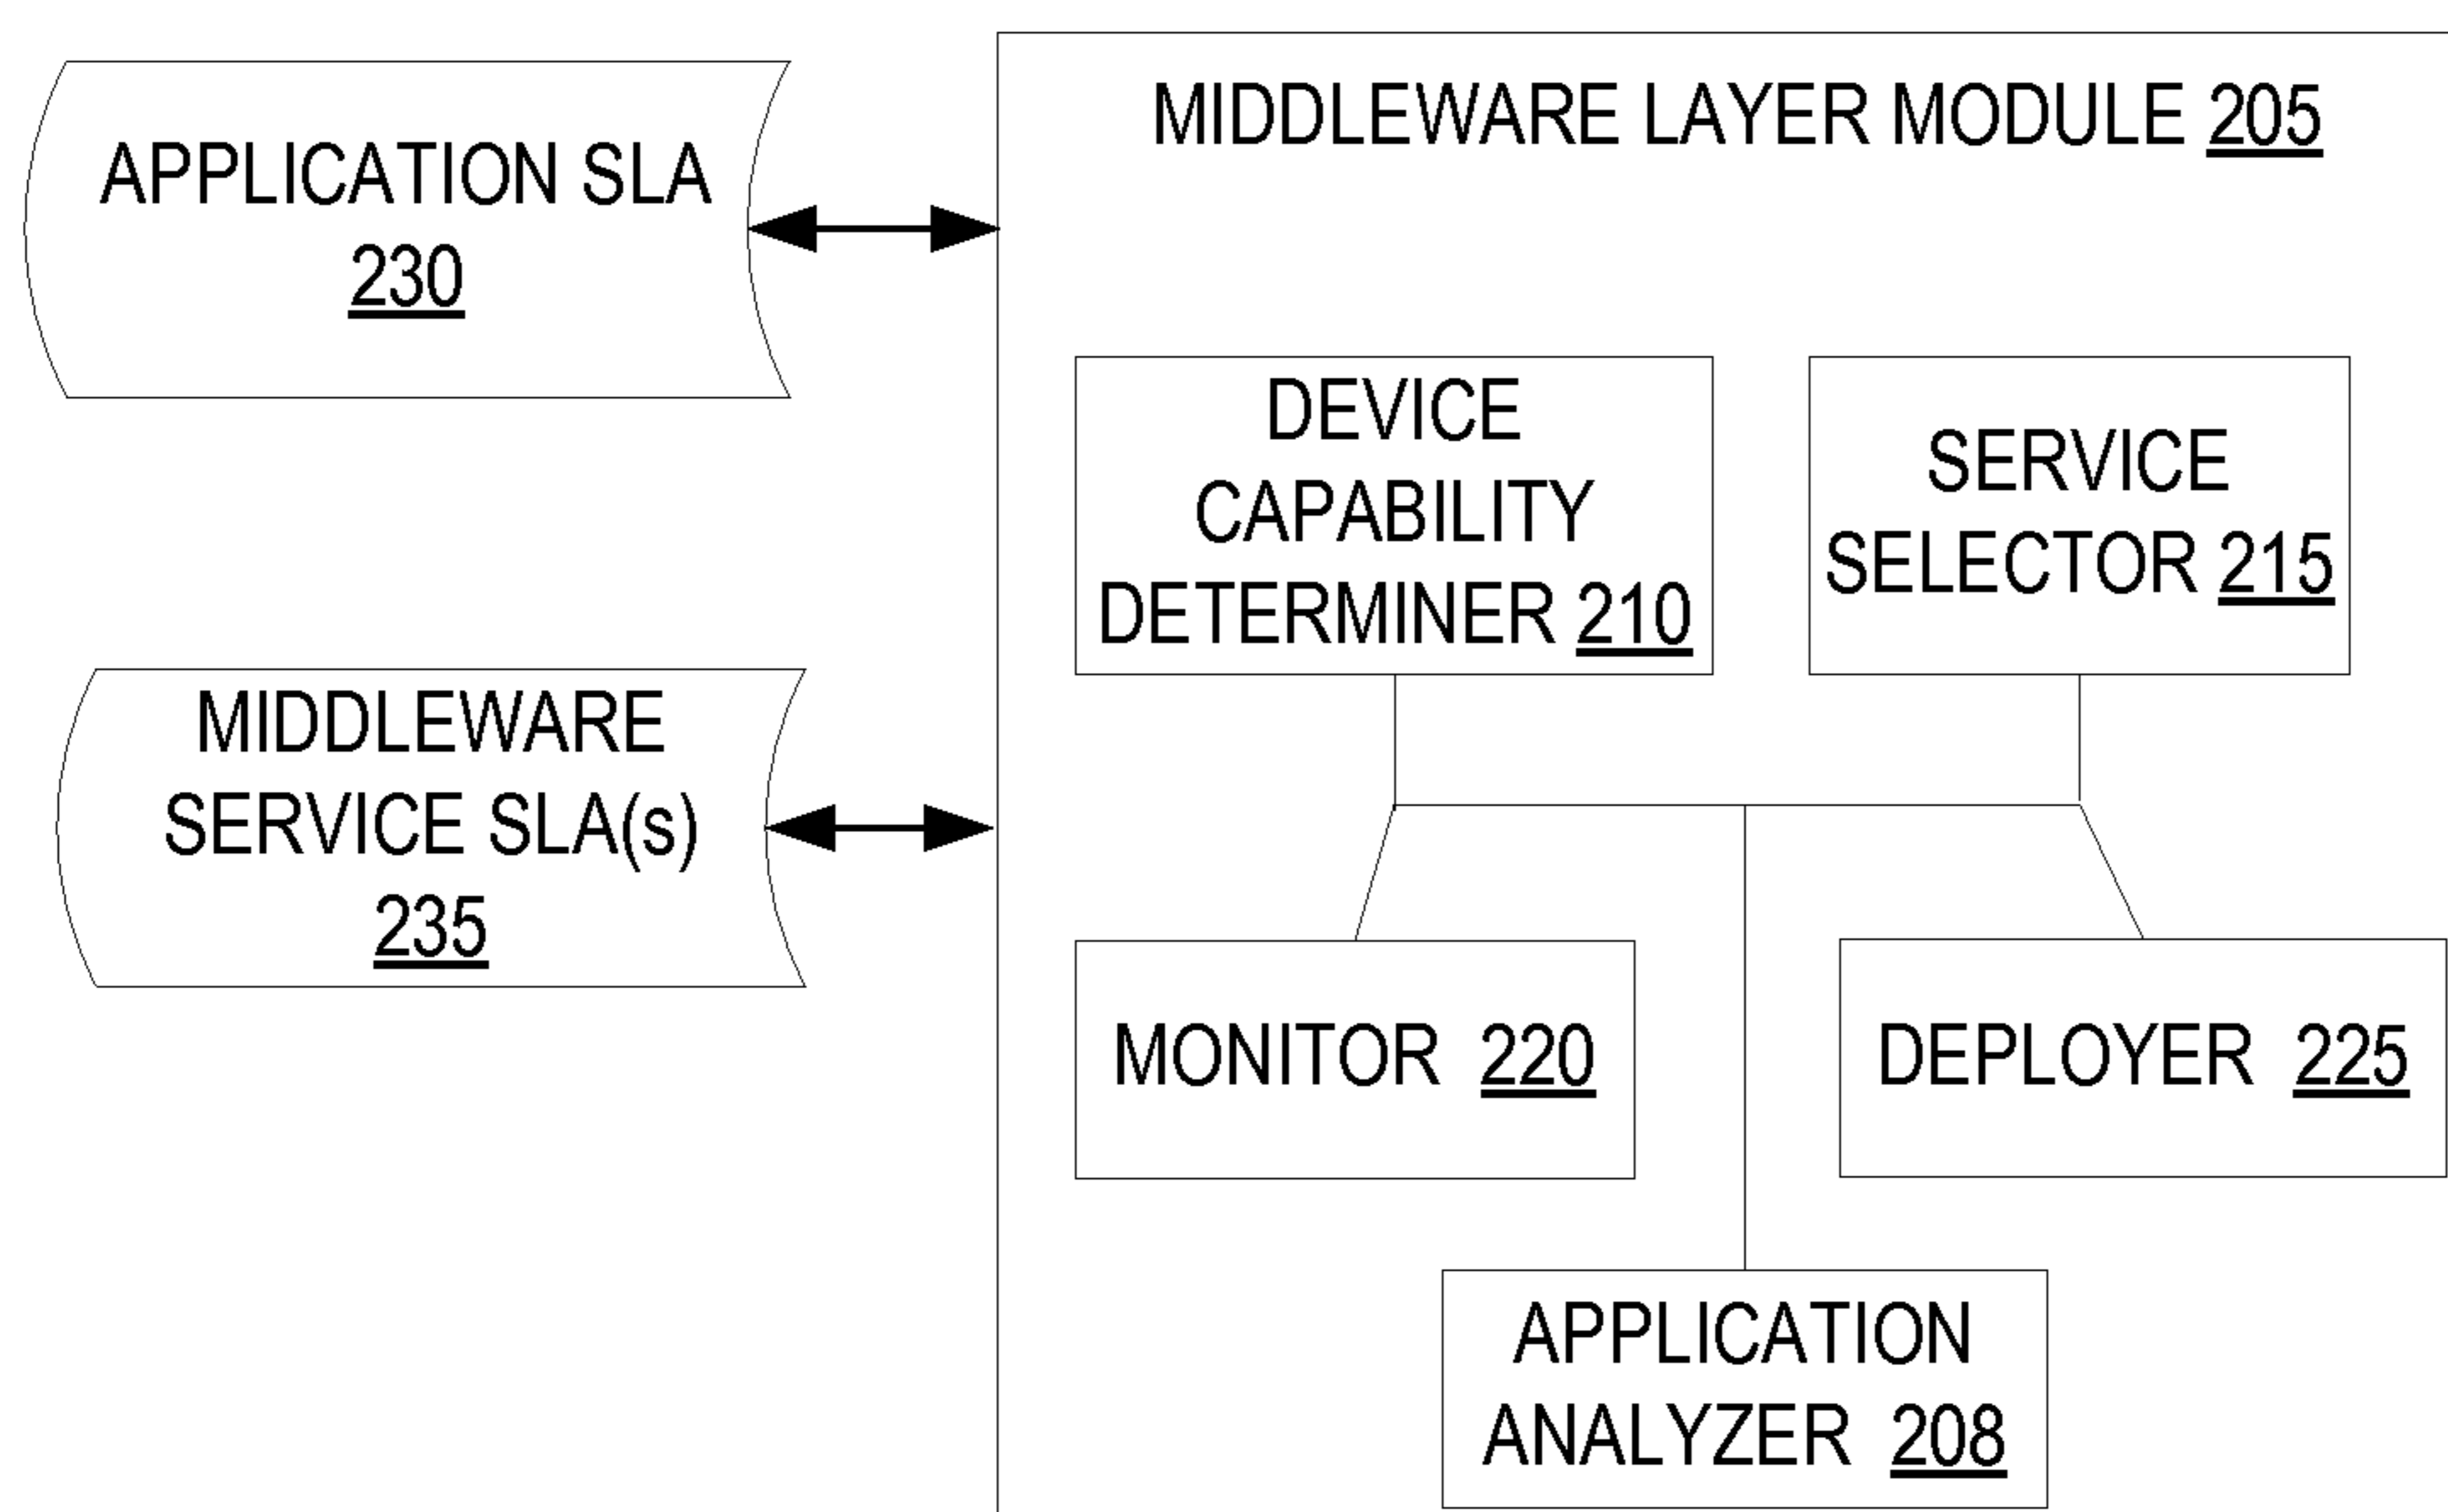 APPLICATION SLA
230
MIDDLEWARE LAYER MODULE 205
DEVICE
CAPABILITY
DETERMINER 210
SERVICE
SELECTOR 215
MIDDLEWARE
SERVICE SLA(s)
235
MONITOR 220
DEPLOYER 225
APPLICATION
ANALYZER 208